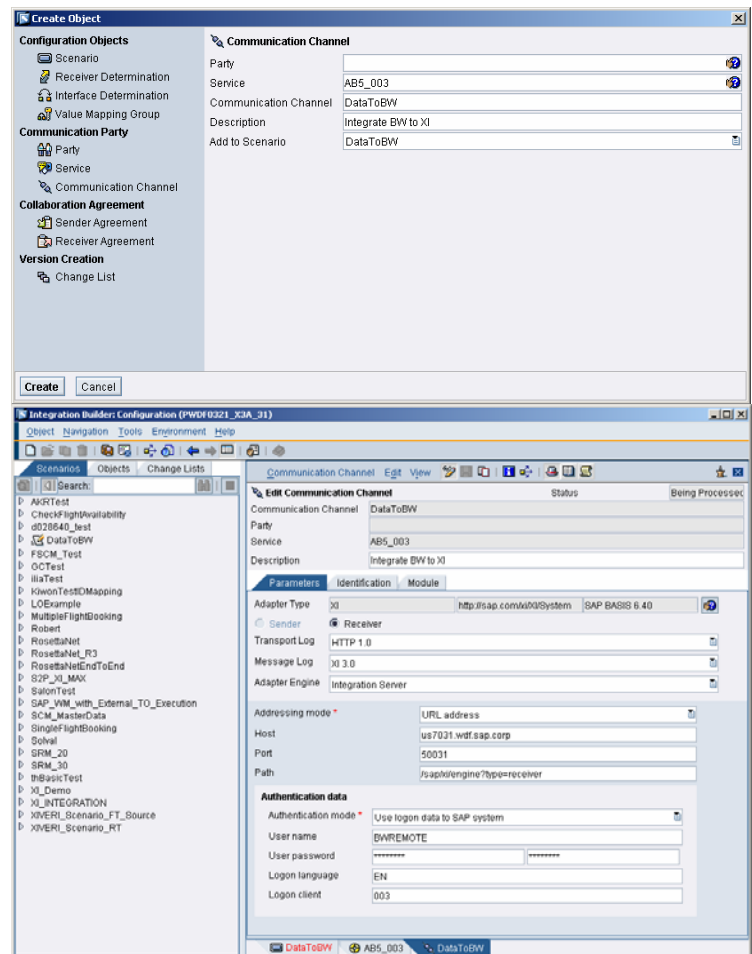 Create Object
Configuration Objects
Scenario
Receiver Determination
Interface Determination
Value Mapping Group
Communication Party
Party
Service
Communication Channel
Collaboration Agreement
Sender Agreement
Receiver Agreement
Version Creation
Change List
Communication Channel
Party
Service AB5_003
Communication Channel DataToBW
Description Integrate BW to XI
Add to Scenario DataToBW
Create Cancel
Integration Builder: Configuration (PWDF0321_X3A_31)
Object Navigation Tools Environment Help
Scenarios Objects Change Lists
Search:
AKRTest
CheckFlightAvailability
d028640_test
DataToBW
FSCM_Test
GCTest
iliaTest
KiwonTestIDMapping
LOExample
MultipleFlightBooking
Robert
RosettaNet
RosettaNet_R3
RosettaNetEndToEnd
S2P_XI_MAX
SalonTest
SAP_WM_with_External_TO_Execution
SCM_MasterData
SingleFlightBooking
Solval
SRM_20
SRM_30
thBasicTest
XI_Demo
XI_INTEGRATION
XIVERI_Scenario_FT_Source
XIVERI_Scenario_RT
Communication Channel Edit View
Edit Communication Channel Status Being Processed
Communication Channel DataToBW
Party
Service AB5_003
Description Integrate BW to XI
Parameters Identification Module
Adapter Type XI http://sap.com/xi/XI/System SAP BASIS 6.40
Sender Receiver
Transport Log HTTP 1.0
Message Log XI 3.0
Adapter Engine Integration Server
Addressing mode * URL address
Host us7031.wdf.sap.corp
Port 50031
Path /sap/xi/engine?type=receiver
Authentication data
Authentication mode * Use logon data to SAP system
User name BWREMOTE
User password ******** ********
Logon language EN
Logon client 003
DataToBW AB5_003 DataToBW